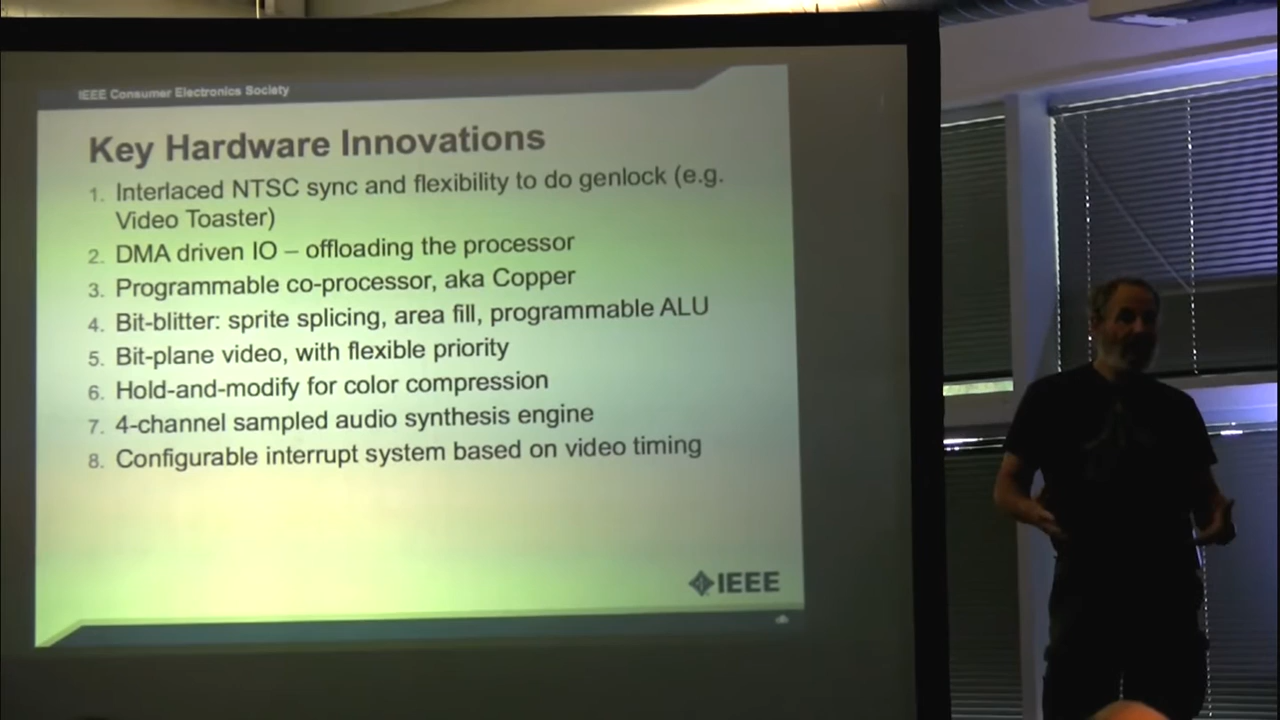 IEEE Consumer Electronics Society
Key Hardware Innovations
1. Interlaced NTSC sync and flexibility to do genlock (e.g.
Video Toaster)
2. DMA driven IO – offloading the processor
3. Programmable co-processor, aka Copper
4. Bit-blitter: sprite splicing, area fill, programmable ALU
5. Bit-plane video, with flexible priority
6. Hold-and-modify for color compression
7. 4-channel sampled audio synthesis engine
8. Configurable interrupt system based on video timing
IEEE